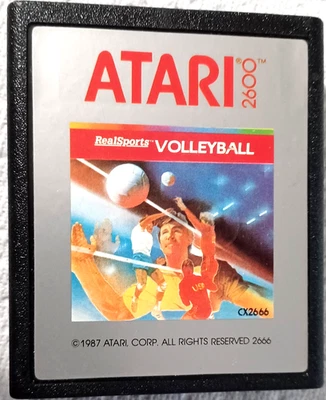 ATARI® 2600™
RealSports™ VOLLEYBALL
CX2666
©1987 ATARI, CORP. ALL RIGHTS RESERVED 2666